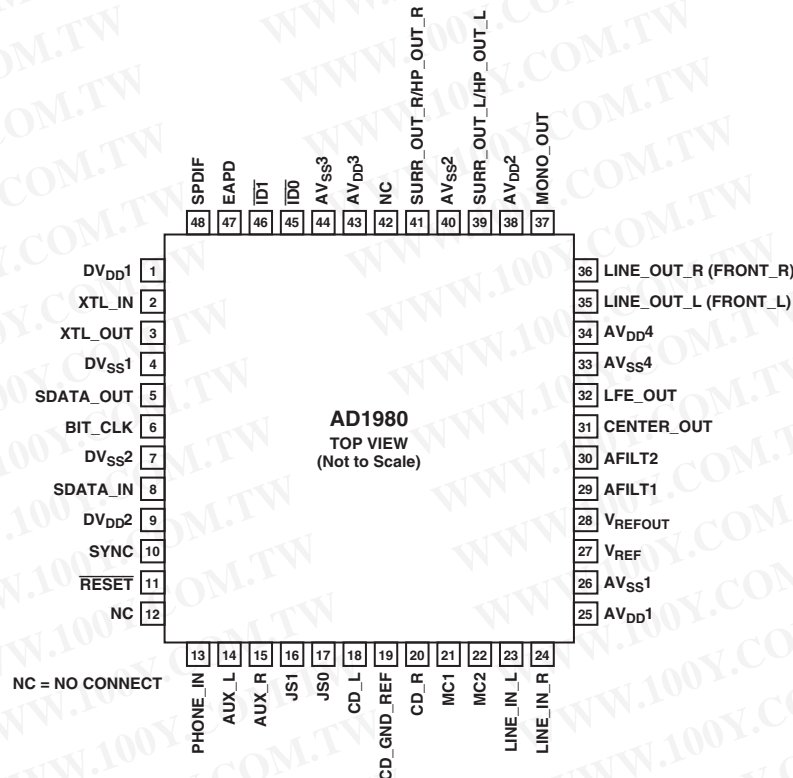 SPDIF 48
EAPD 47
ID1 46
ID0 45
AVSS3 44
AVDD3 43
NC 42
SURR_OUT_R/HP_OUT_R 41
AVSS2 40
SURR_OUT_L/HP_OUT_L 39
AVDD2 38
MONO_OUT 37
DVDD1 1
XTL_IN 2
XTL_OUT 3
DVSS1 4
SDATA_OUT 5
BIT_CLK 6
DVSS2 7
SDATA_IN 8
DVDD2 9
SYNC 10
RESET 11
NC 12
AD1980
TOP VIEW
(Not to Scale)
36 LINE_OUT_R (FRONT_R)
35 LINE_OUT_L (FRONT_L)
34 AVDD4
33 AVSS4
32 LFE_OUT
31 CENTER_OUT
30 AFILT2
29 AFILT1
28 VREFOUT
27 VREF
26 AVSS1
25 AVDD1
13 PHONE_IN
14 AUX_L
15 AUX_R
16 JS1
17 JS0
18 CD_L
19 CD_GND_REF
20 CD_R
21 MC1
22 MC2
23 LINE_IN_L
24 LINE_IN_R
NC = NO CONNECT
WWW.100Y.COM.TW